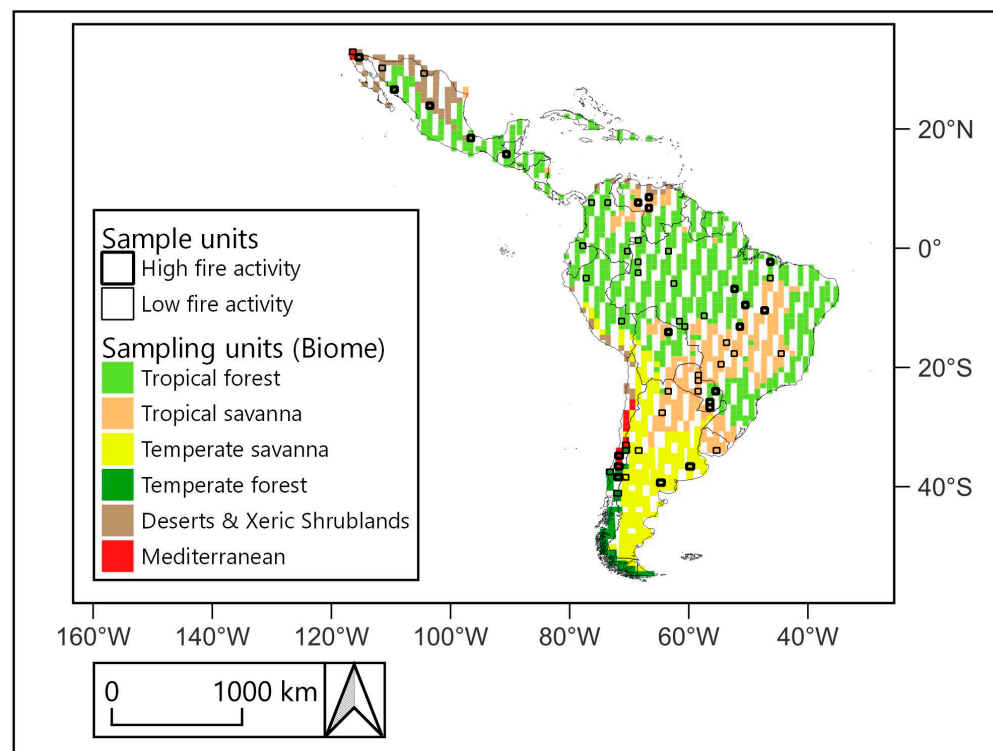 20°N
0°
20°S
40°S
Sample units
High fire activity
Low fire activity
Sampling units (Biome)
Tropical forest
Tropical savanna
Temperate savanna
Temperate forest
Deserts & Xeric Shrublands
Mediterranean
160°W 140°W 120°W 100°W 80°W 60°W 40°W
0 1000 km